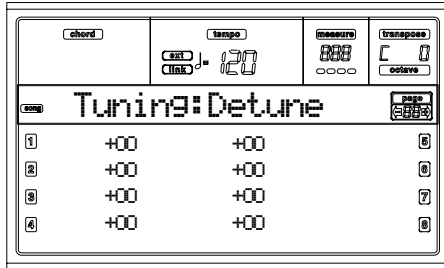 chord tempo measure transpose
ext link = 120 888 C 0
octave
song Tuning:Detune page 88
1 +00 +00 5
2 +00 +00 6
3 +00 +00 7
4 +00 +00 8